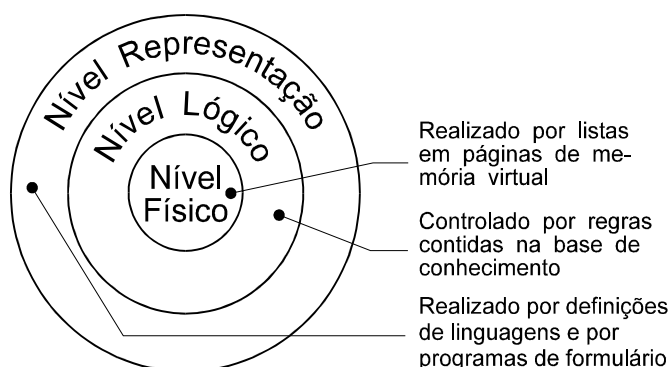 Nível Representação
Nível Lógico
Nível
Físico
Realizado por listas
em páginas de me-
mória virtual
Controlado por regras
contidas na base de
conhecimento
Realizado por definições
de linguagens e por
programas de formulário